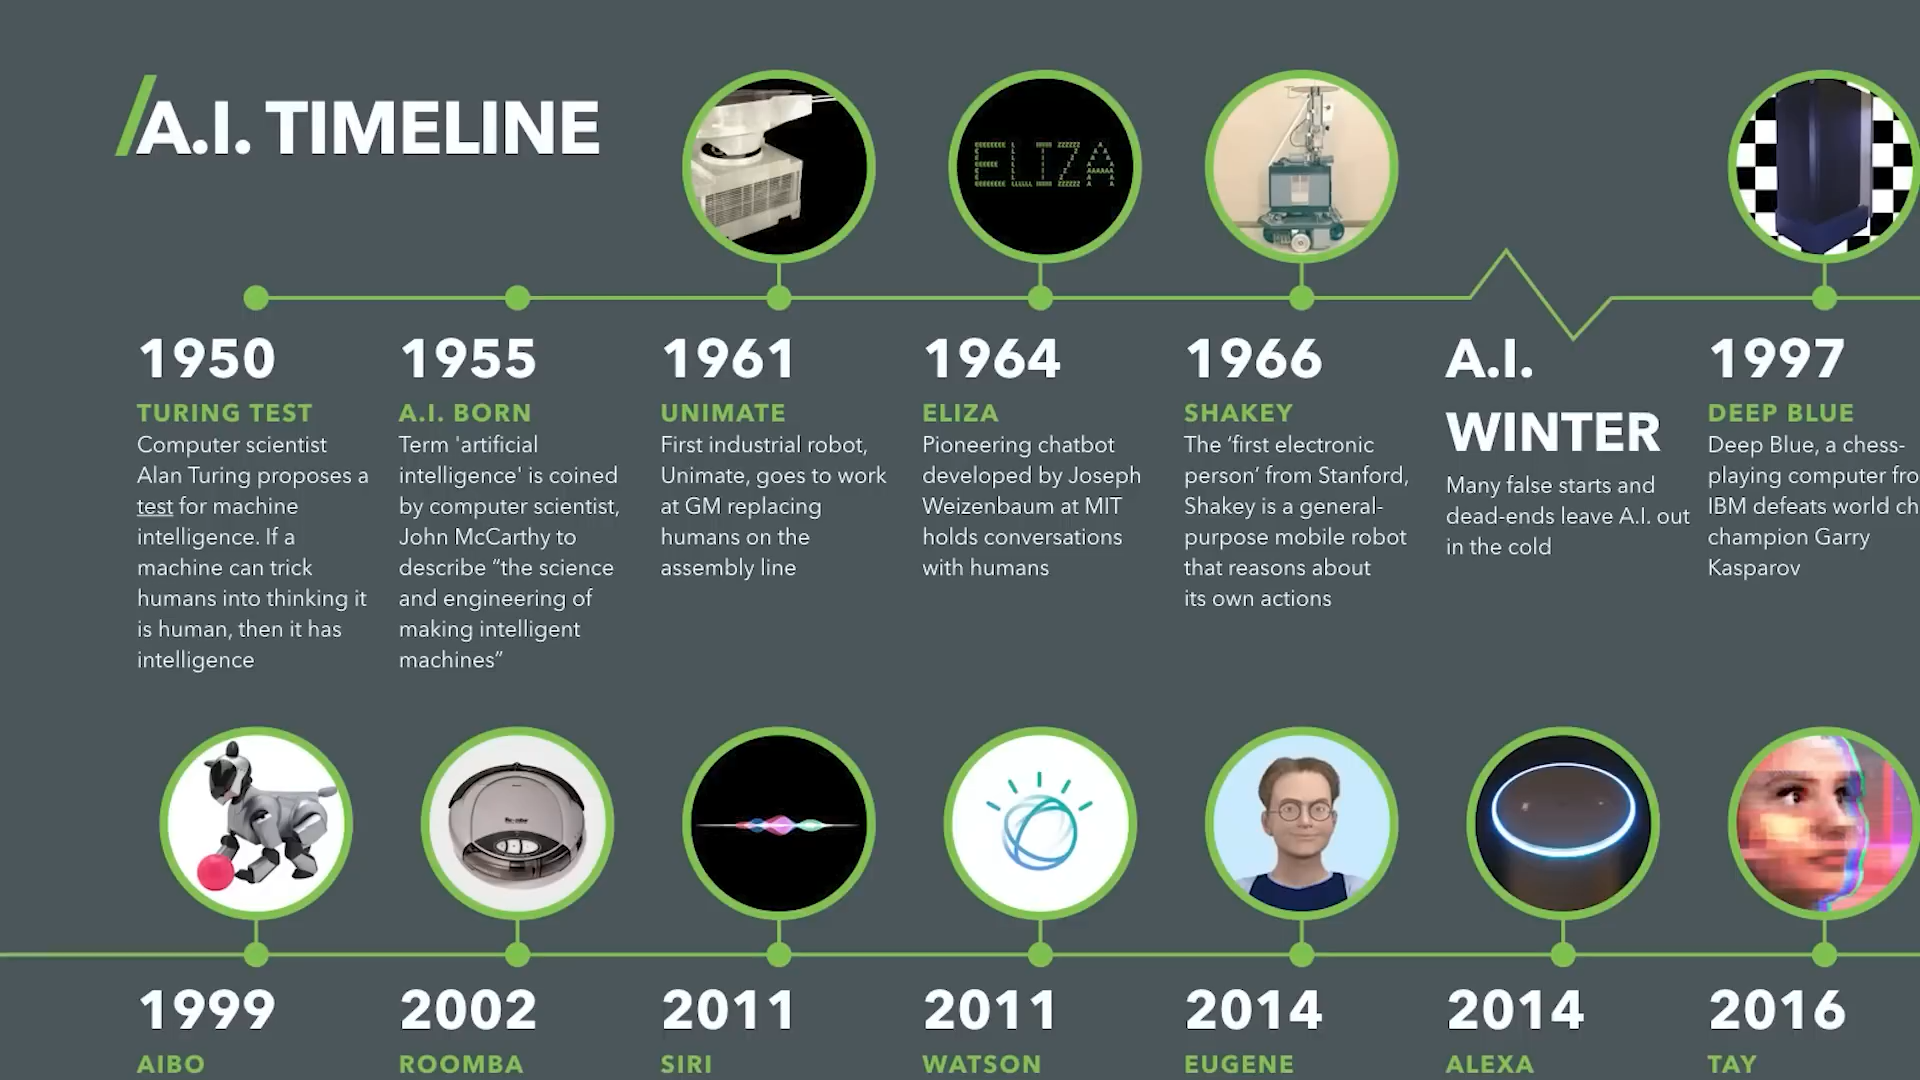 A.I. TIMELINE
ELIZA
1950
TURING TEST
Computer scientist
Alan Turing proposes a
test for machine
intelligence. If a
machine can trick
humans into thinking it
is human, then it has
intelligence
1955
A.I. BORN
Term 'artificial
intelligence' is coined
by computer scientist,
John McCarthy to
describe “the science
and engineering of
making intelligent
machines”
1961
UNIMATE
First industrial robot,
Unimate, goes to work
at GM replacing
humans on the
assembly line
1964
ELIZA
Pioneering chatbot
developed by Joseph
Weizenbaum at MIT
holds conversations
with humans
1966
SHAKEY
The ‘first electronic
person’ from Stanford,
Shakey is a general-
purpose mobile robot
that reasons about
its own actions
A.I.
WINTER
Many false starts and
dead-ends leave A.I. out
in the cold
1997
DEEP BLUE
Deep Blue, a chess-
playing computer fro
IBM defeats world ch
champion Garry
Kasparov
1999
AIBO
2002
ROOMBA
2011
SIRI
2011
WATSON
2014
EUGENE
2014
ALEXA
2016
TAY